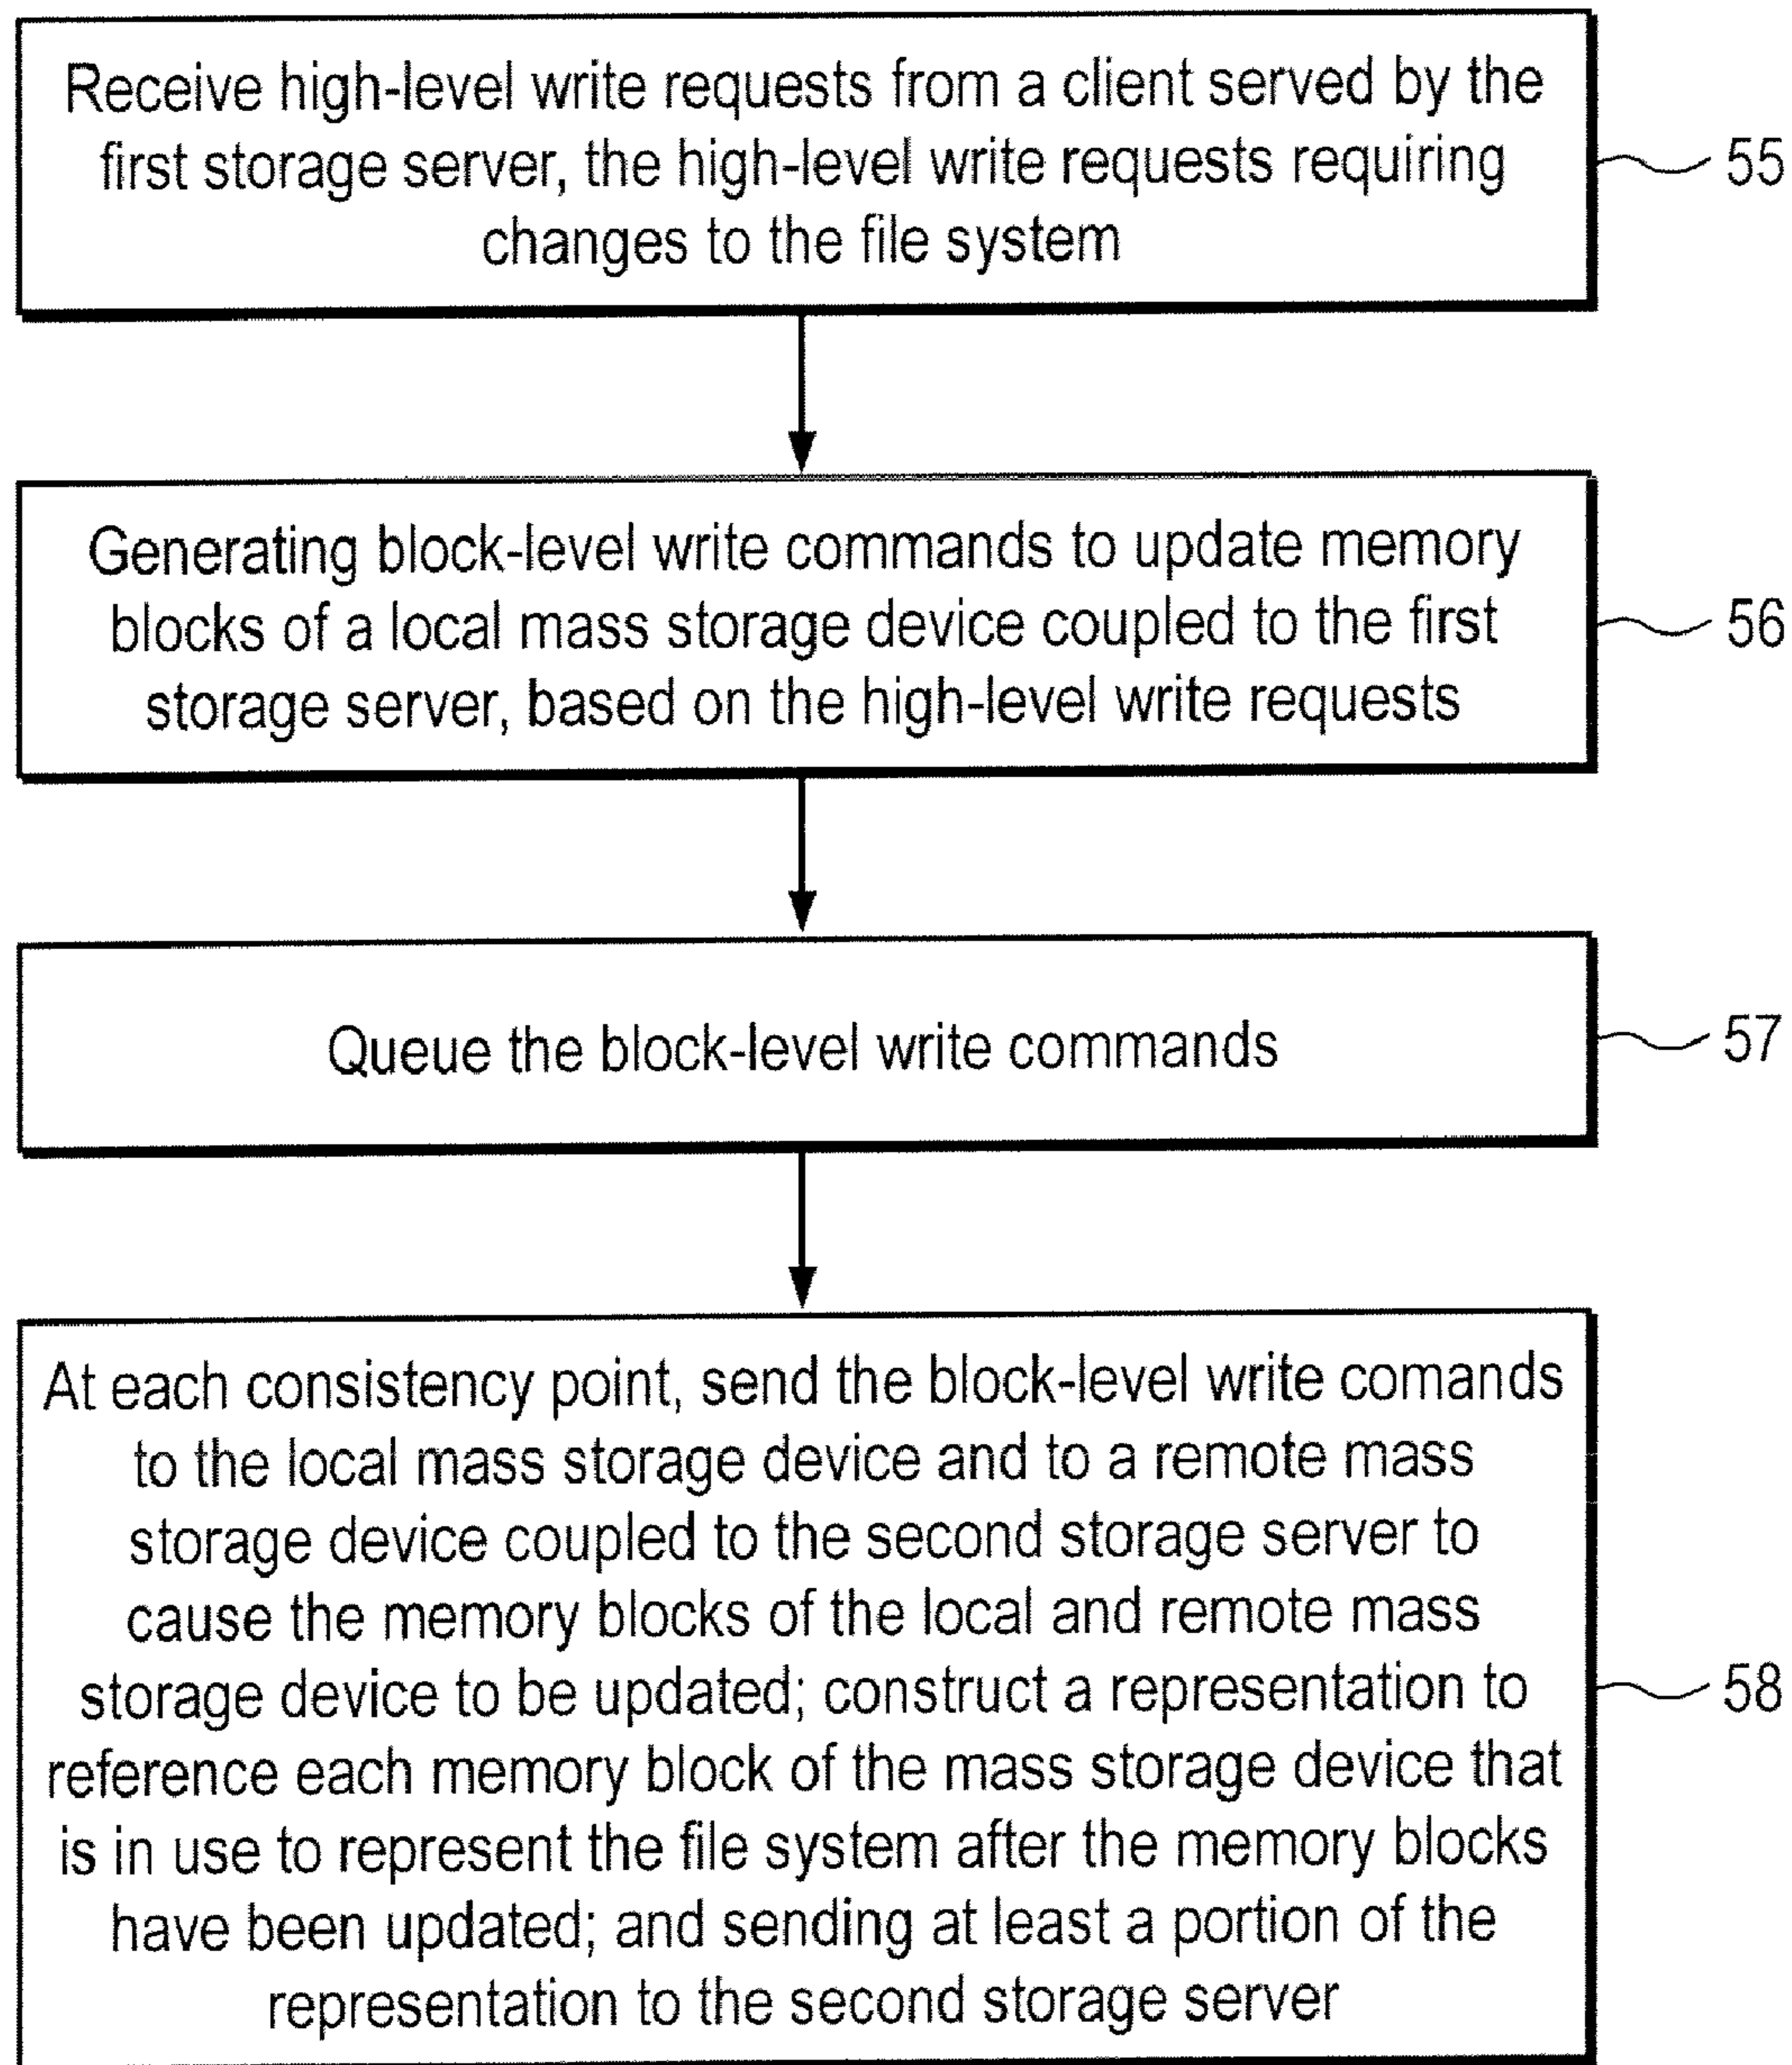 Receive high-level write requests from a client served by the
first storage server, the high-level write requests requiring
changes to the file system
55
Generating block-level write commands to update memory
blocks of a local mass storage device coupled to the first
storage server, based on the high-level write requests
56
Queue the block-level write commands
57
At each consistency point, send the block-level write comands
to the local mass storage device and to a remote mass
storage device coupled to the second storage server to
cause the memory blocks of the local and remote mass
storage device to be updated; construct a representation to
reference each memory block of the mass storage device that
is in use to represent the file system after the memory blocks
have been updated; and sending at least a portion of the
representation to the second storage server
58